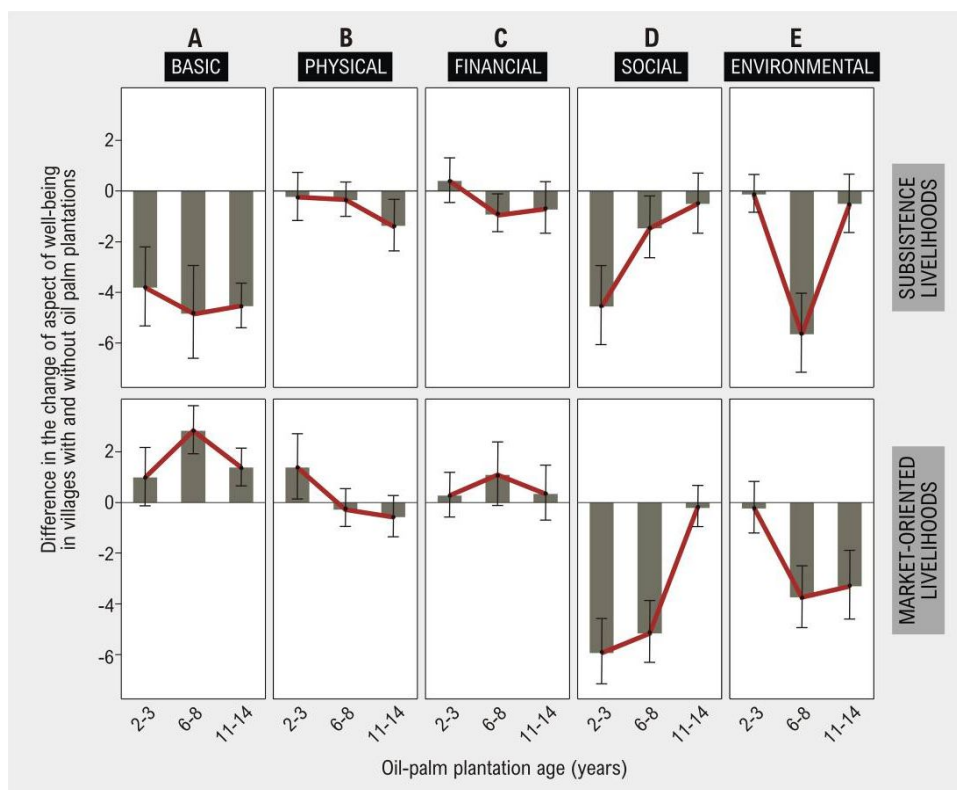 A B C D E
BASIC PHYSICAL FINANCIAL SOCIAL ENVIRONMENTAL
Difference in the change of aspect of well-being
in villages with and without oil palm plantations
2
0
-2
-4
-6
SUBSISTENCE
LIVELIHOODS
2
0
-2
-4
-6
MARKET-ORIENTED
LIVELIHOODS
2-3 6-8 11-14 2-3 6-8 11-14 2-3 6-8 11-14 2-3 6-8 11-14 2-3 6-8 11-14
Oil-palm plantation age (years)